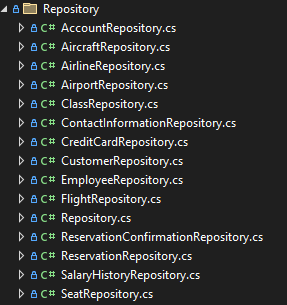 Repository
C# AccountRepository.cs
C# AircraftRepository.cs
C# AirlineRepository.cs
C# AirportRepository.cs
C# ClassRepository.cs
C# ContactInformationRepository.cs
C# CreditCardRepository.cs
C# CustomerRepository.cs
C# EmployeeRepository.cs
C# FlightRepository.cs
C# Repository.cs
C# ReservationConfirmationRepository.cs
C# ReservationRepository.cs
C# SalaryHistoryRepository.cs
C# SeatRepository.cs